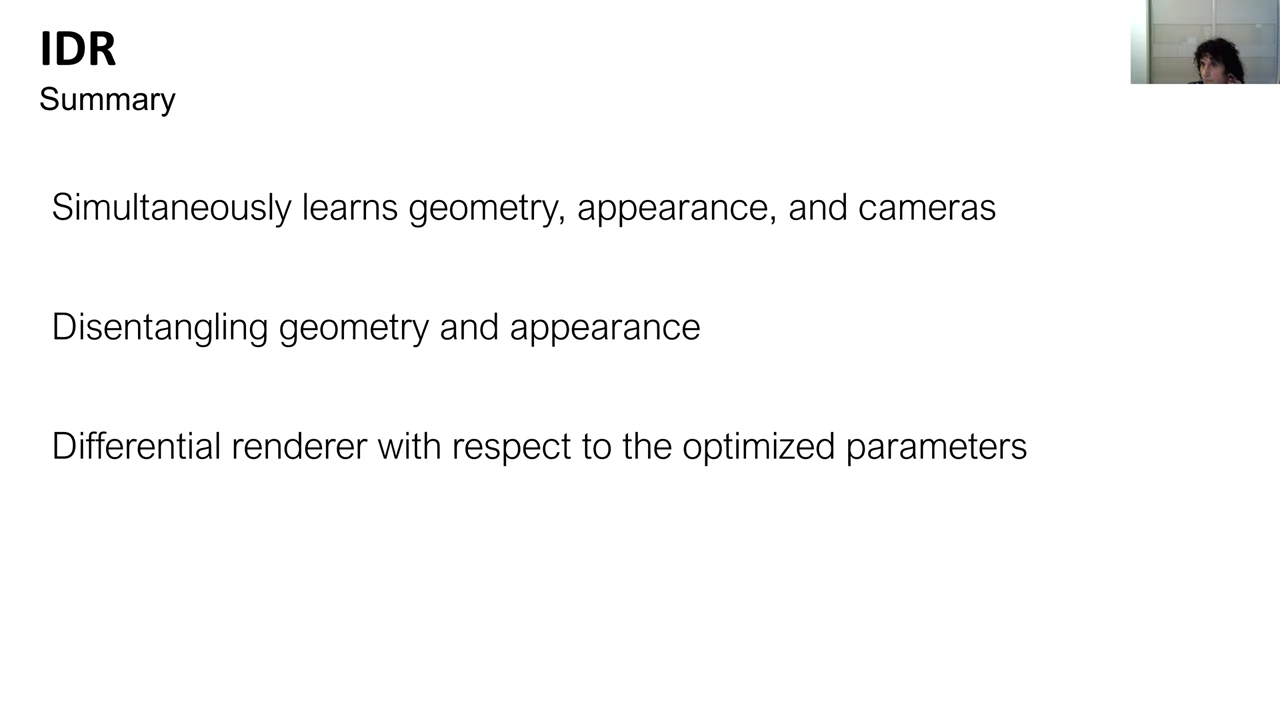 IDR
Summary
Simultaneously learns geometry, appearance, and cameras
Disentangling geometry and appearance
Differential renderer with respect to the optimized parameters